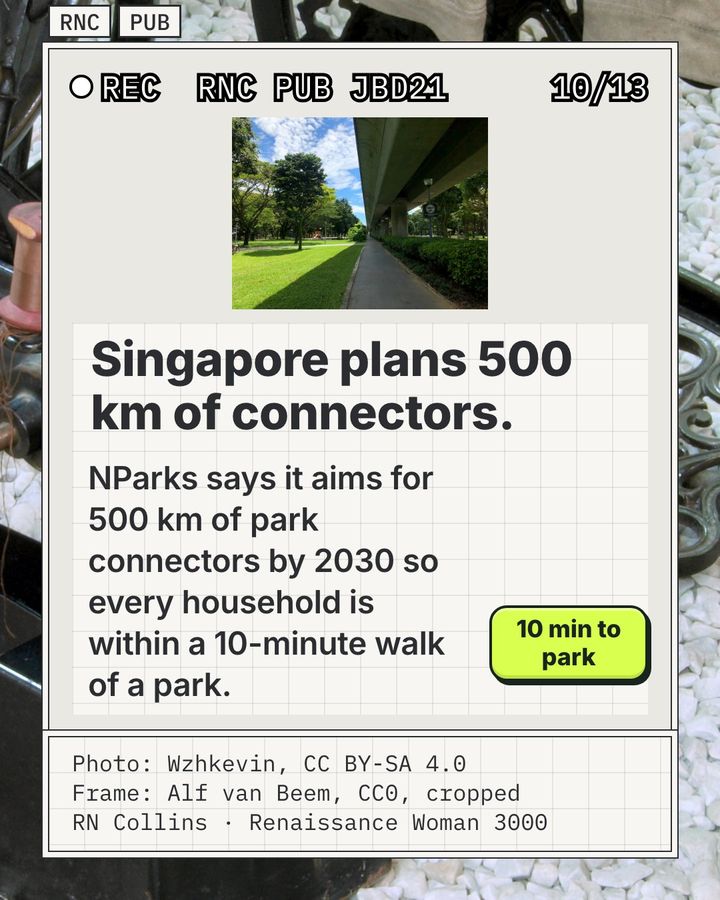 RNC PUB
REC RNC PUB JBD21 10/13
Singapore plans 500
km of connectors.
NParks says it aims for
500 km of park
connectors by 2030 so
every household is
within a 10-minute walk
of a park.
10 min to
park
Photo: Wzhkevin, CC BY-SA 4.0
Frame: Alf van Beem, CC0, cropped
RN Collins · Renaissance Woman 3000